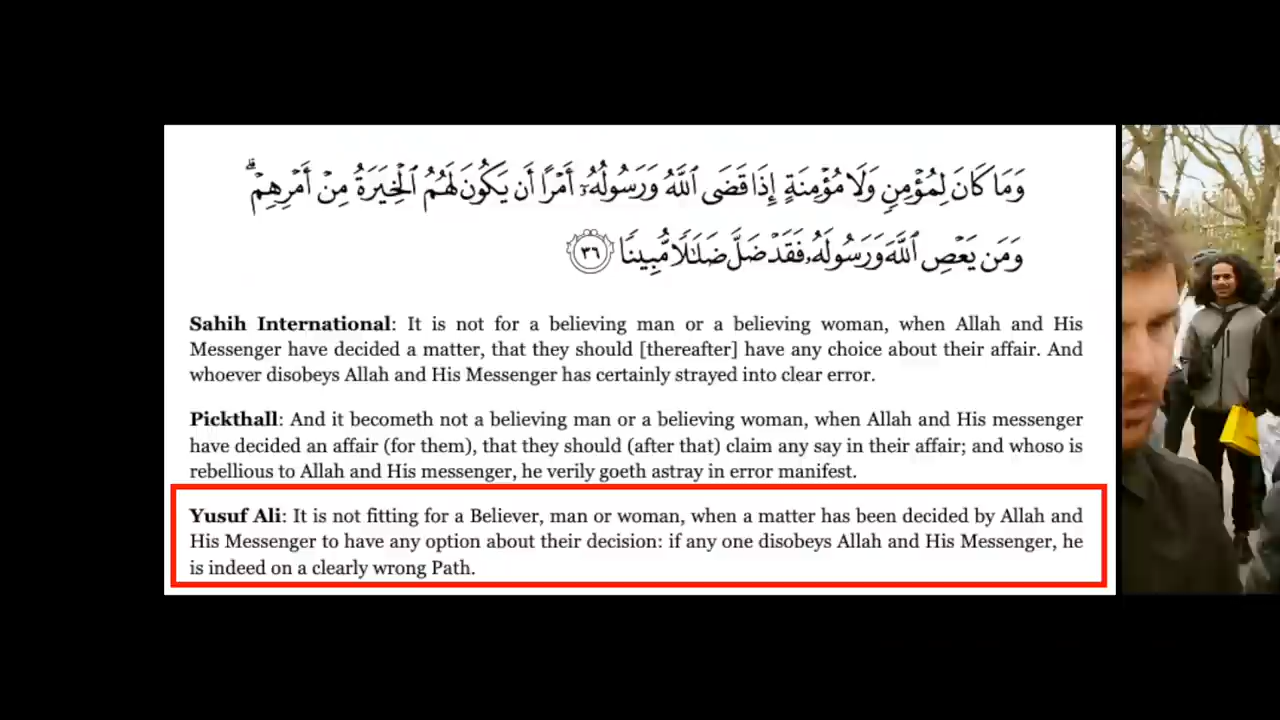 وَمَا كَانَ لِمُؤْمِنٍ وَلَا مُؤْمِنَةٍ إِذَا قَضَى ٱللَّهُ وَرَسُولُهُۥٓ أَمْرًا أَن يَكُونَ لَهُمُ ٱلْخِيَرَةُ مِنْ أَمْرِهِمْ ۗ
وَمَن يَعْصِ ٱللَّهَ وَرَسُولَهُۥ فَقَدْ ضَلَّ ضَلَـٰلًا مُّبِينًا ٣٦
Sahih International: It is not for a believing man or a believing woman, when Allah and His
Messenger have decided a matter, that they should [thereafter] have any choice about their affair. And
whoever disobeys Allah and His Messenger has certainly strayed into clear error.
Pickthall: And it becometh not a believing man or a believing woman, when Allah and His messenger
have decided an affair (for them), that they should (after that) claim any say in their affair; and whoso is
rebellious to Allah and His messenger, he verily goeth astray in error manifest.
Yusuf Ali: It is not fitting for a Believer, man or woman, when a matter has been decided by Allah and
His Messenger to have any option about their decision: if any one disobeys Allah and His Messenger, he
is indeed on a clearly wrong Path.